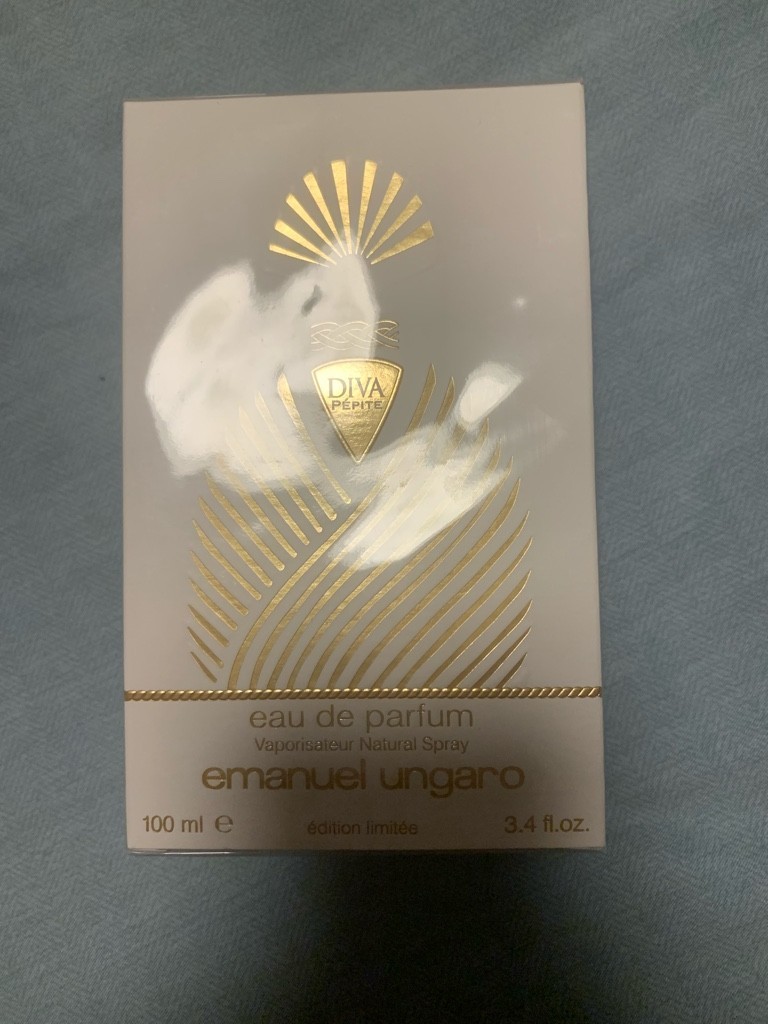 DIVA
PÉPITE
eau de parfum
Vaporisateur Natural Spray
emanuel ungaro
100 ml ℮ édition limitée 3.4 fl.oz.